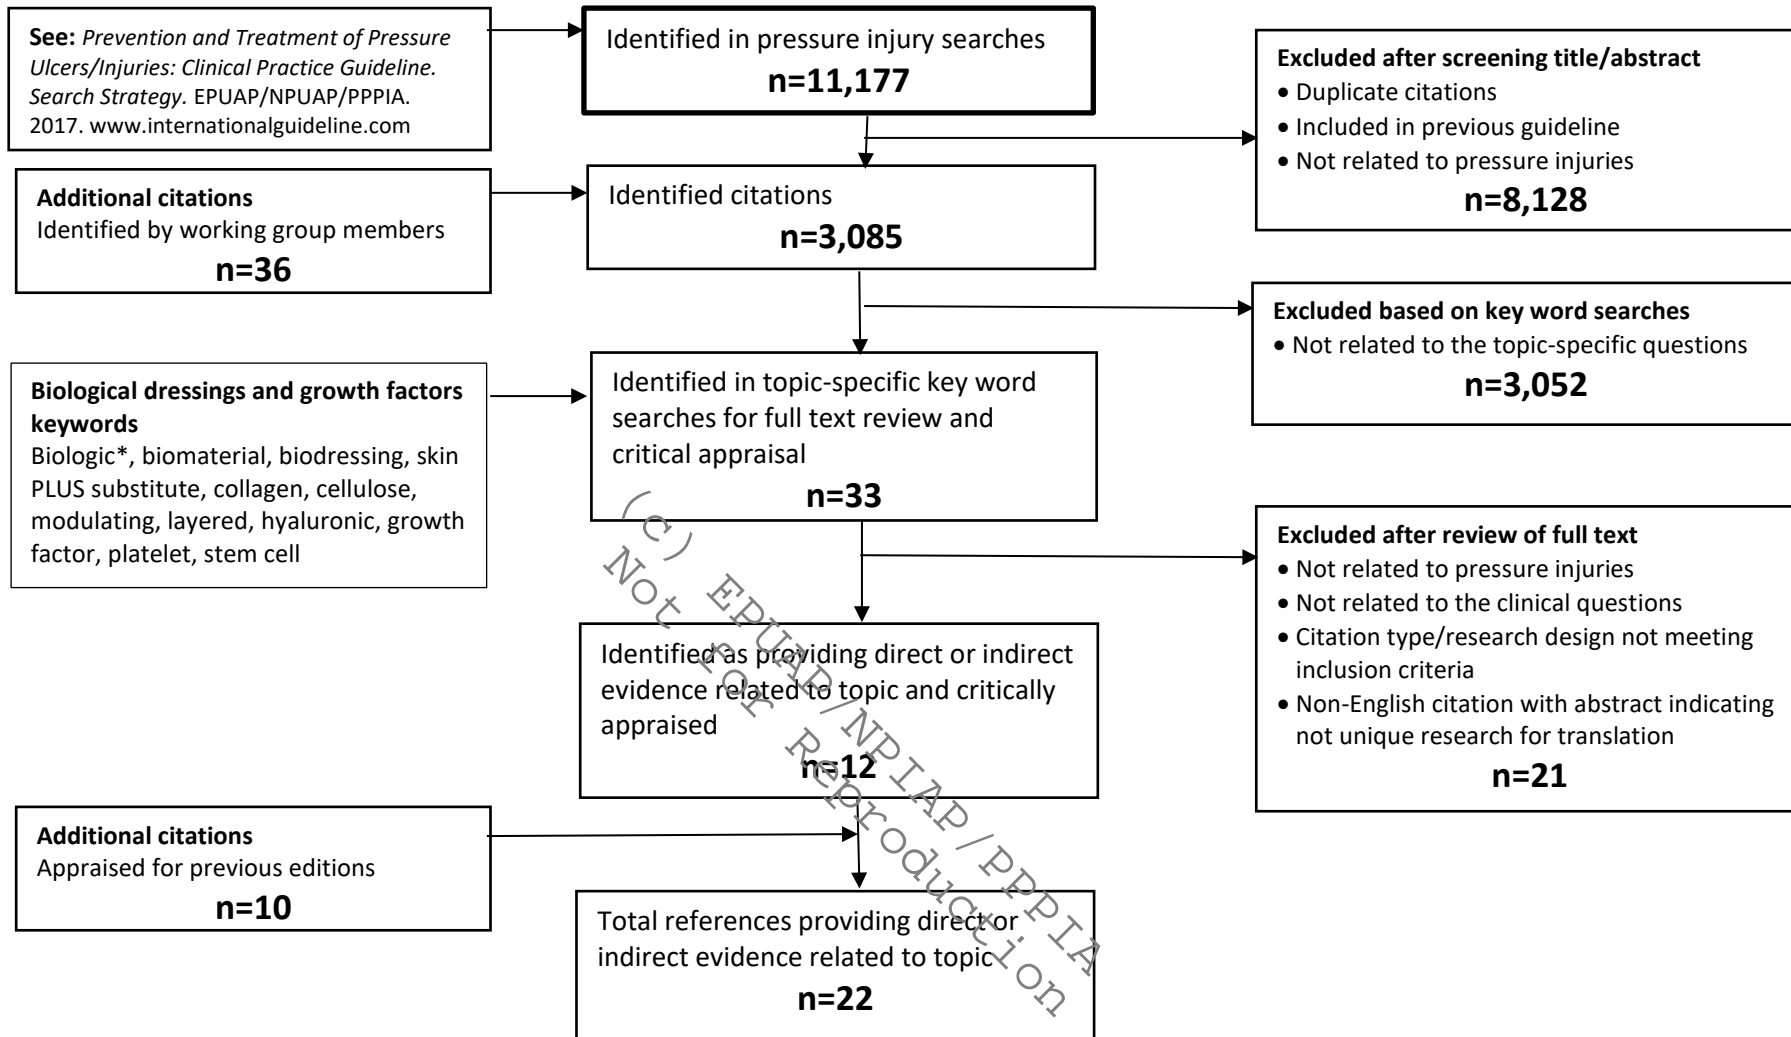 See: Prevention and Treatment of Pressure
Ulcers/Injuries: Clinical Practice Guideline.
Search Strategy. EPUAP/NPUAP/PPPIA.
2017. www.internationalguideline.com
Identified in pressure injury searches
n=11,177
Excluded after screening title/abstract
• Duplicate citations
• Included in previous guideline
• Not related to pressure injuries
n=8,128
Additional citations
Identified by working group members
n=36
Identified citations
n=3,085
Excluded based on key word searches
• Not related to the topic-specific questions
n=3,052
Biological dressings and growth factors
keywords
Biologic*, biomaterial, biodressing, skin
PLUS substitute, collagen, cellulose,
modulating, layered, hyaluronic, growth
factor, platelet, stem cell
Identified in topic-specific key word
searches for full text review and
critical appraisal
n=33
Excluded after review of full text
• Not related to pressure injuries
• Not related to the clinical questions
• Citation type/research design not meeting
inclusion criteria
• Non-English citation with abstract indicating
not unique research for translation
n=21
Identified as providing direct or indirect
evidence related to topic and critically
appraised
n=12
Additional citations
Appraised for previous editions
n=10
Total references providing direct or
indirect evidence related to topic
n=22
(c) EPUAP/NPIAP/PPPIA
Not for Reproduction